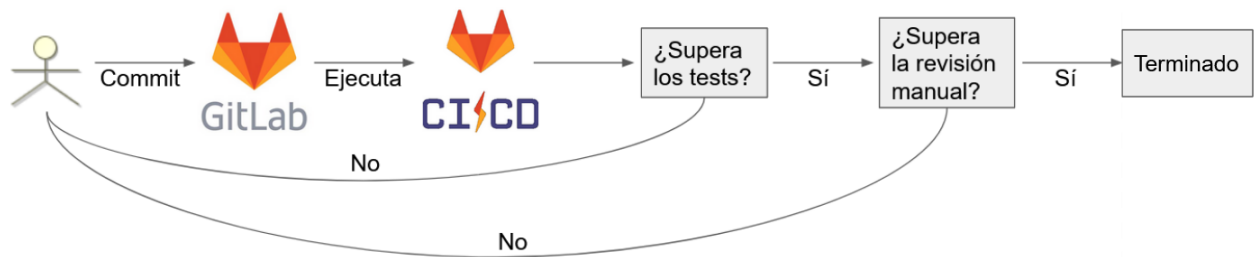 Commit
GitLab
Ejecuta
CI/CD
¿Supera
los tests?
Sí
¿Supera
la revisión
manual?
Sí
Terminado
No
No